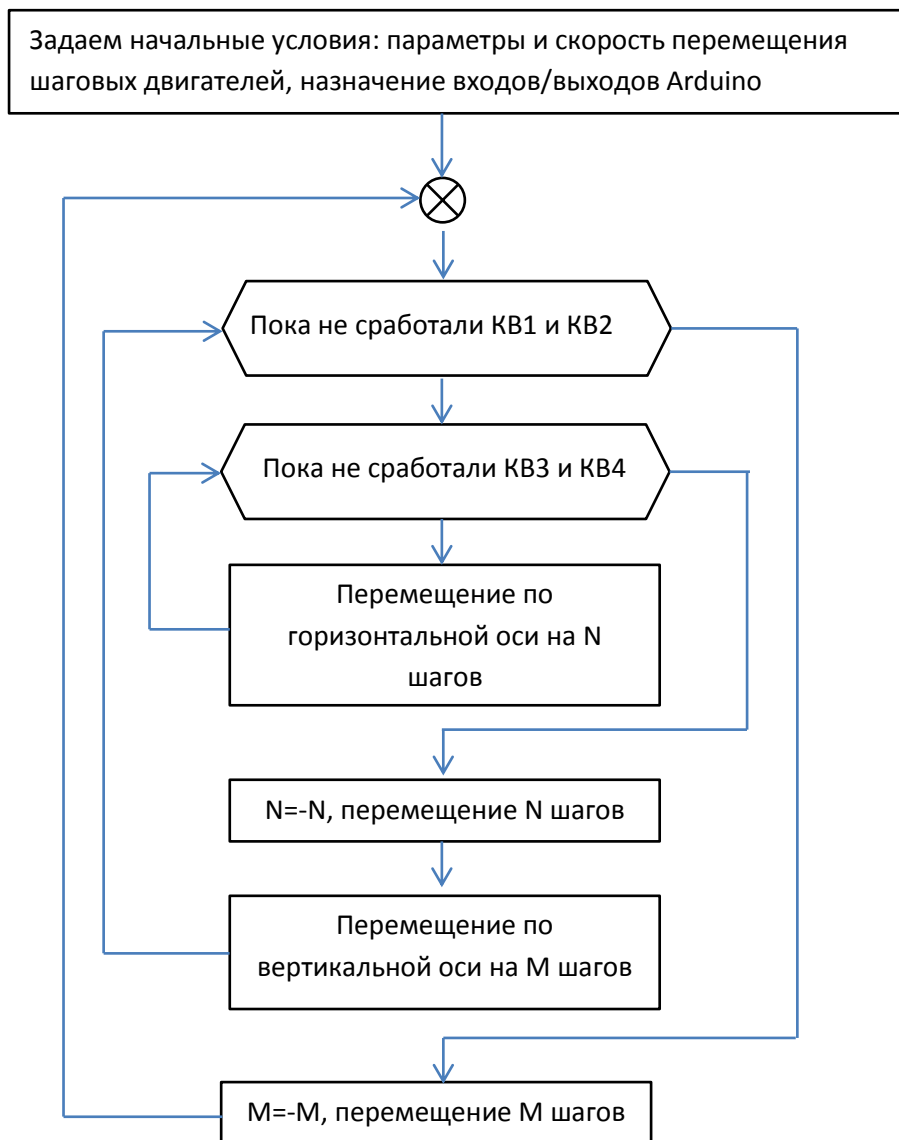 Задаем начальные условия: параметры и скорость перемещения
шаговых двигателей, назначение входов/выходов Arduino
Пока не сработали КВ1 и КВ2
Пока не сработали КВ3 и КВ4
Перемещение по
горизонтальной оси на N
шагов
N=-N, перемещение N шагов
Перемещение по
вертикальной оси на M шагов
M=-M, перемещение M шагов